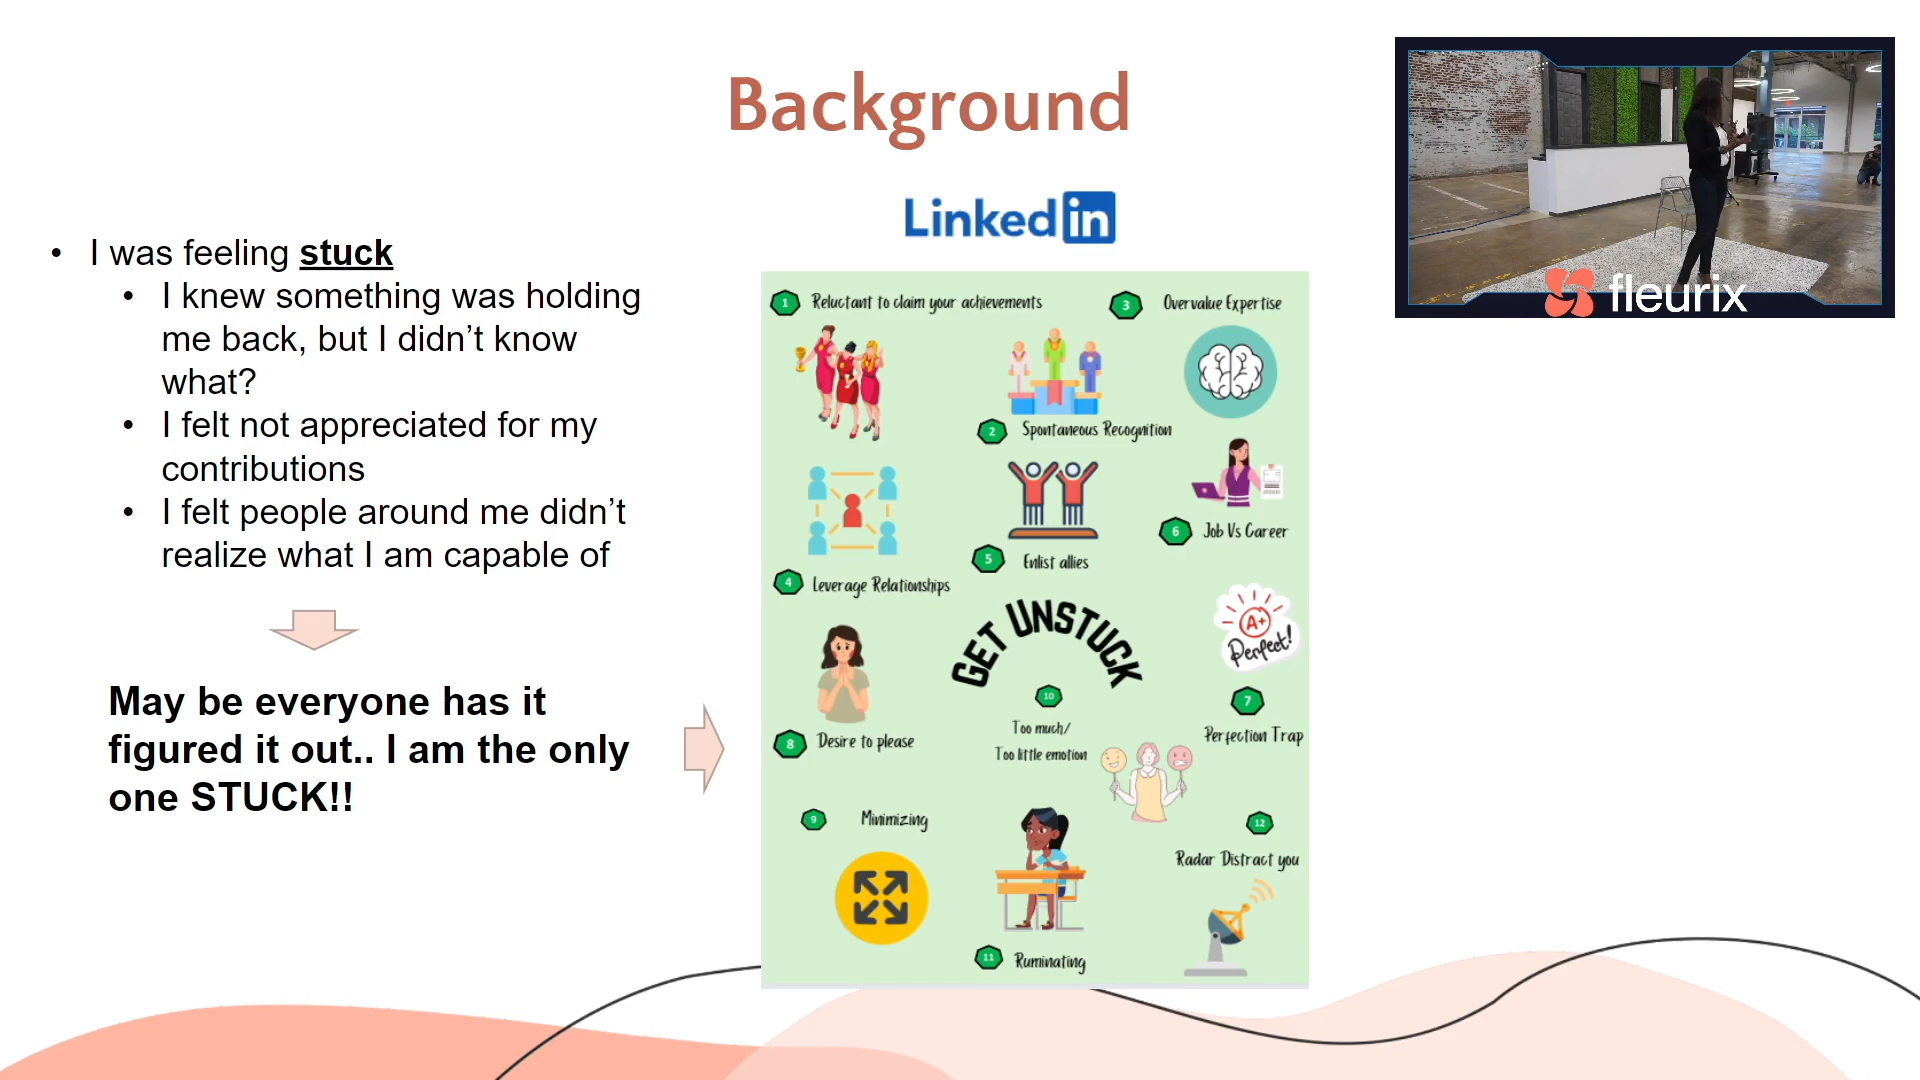 Background
Linked in
• I was feeling stuck
• I knew something was holding
me back, but I didn’t know
what?
• I felt not appreciated for my
contributions
• I felt people around me didn’t
realize what I am capable of
May be everyone has it
figured it out.. I am the only
one STUCK!!
1 Reluctant to claim your achievements
3 Overvalue Expertise
2 Spontaneous Recognition
6 Job Vs Career
5 Enlist allies
4 Leverage Relationships
GET UNSTUCK
A+
Perfect!
7
Perfection Trap
10
Too much/
Too little emotion
8 Desire to please
9 Minimizing
12
Radar Distract you
11 Ruminating
fleurix